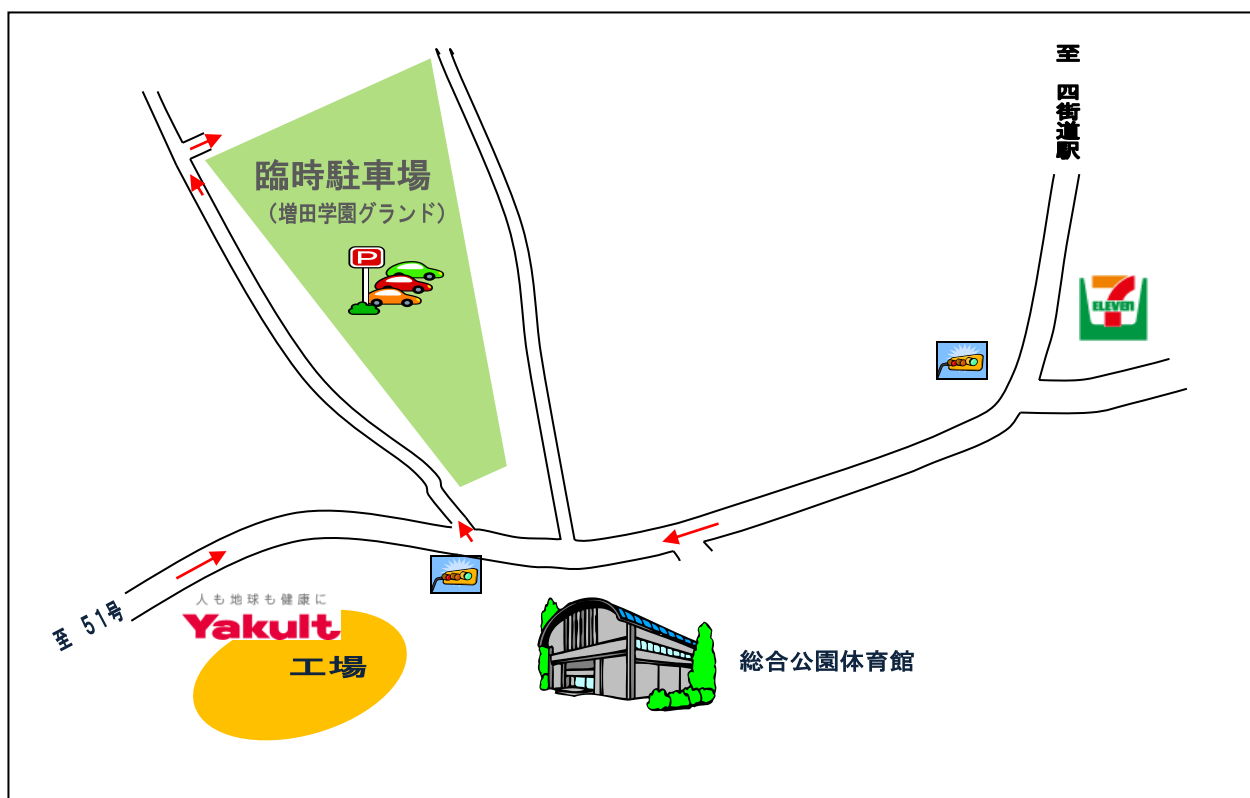 至 四街道駅
臨時駐車場
（増田学園グランド）
P
7
ELEVEN
至 51号
人も地球も健康に
Yakult
工場
総合公園体育館